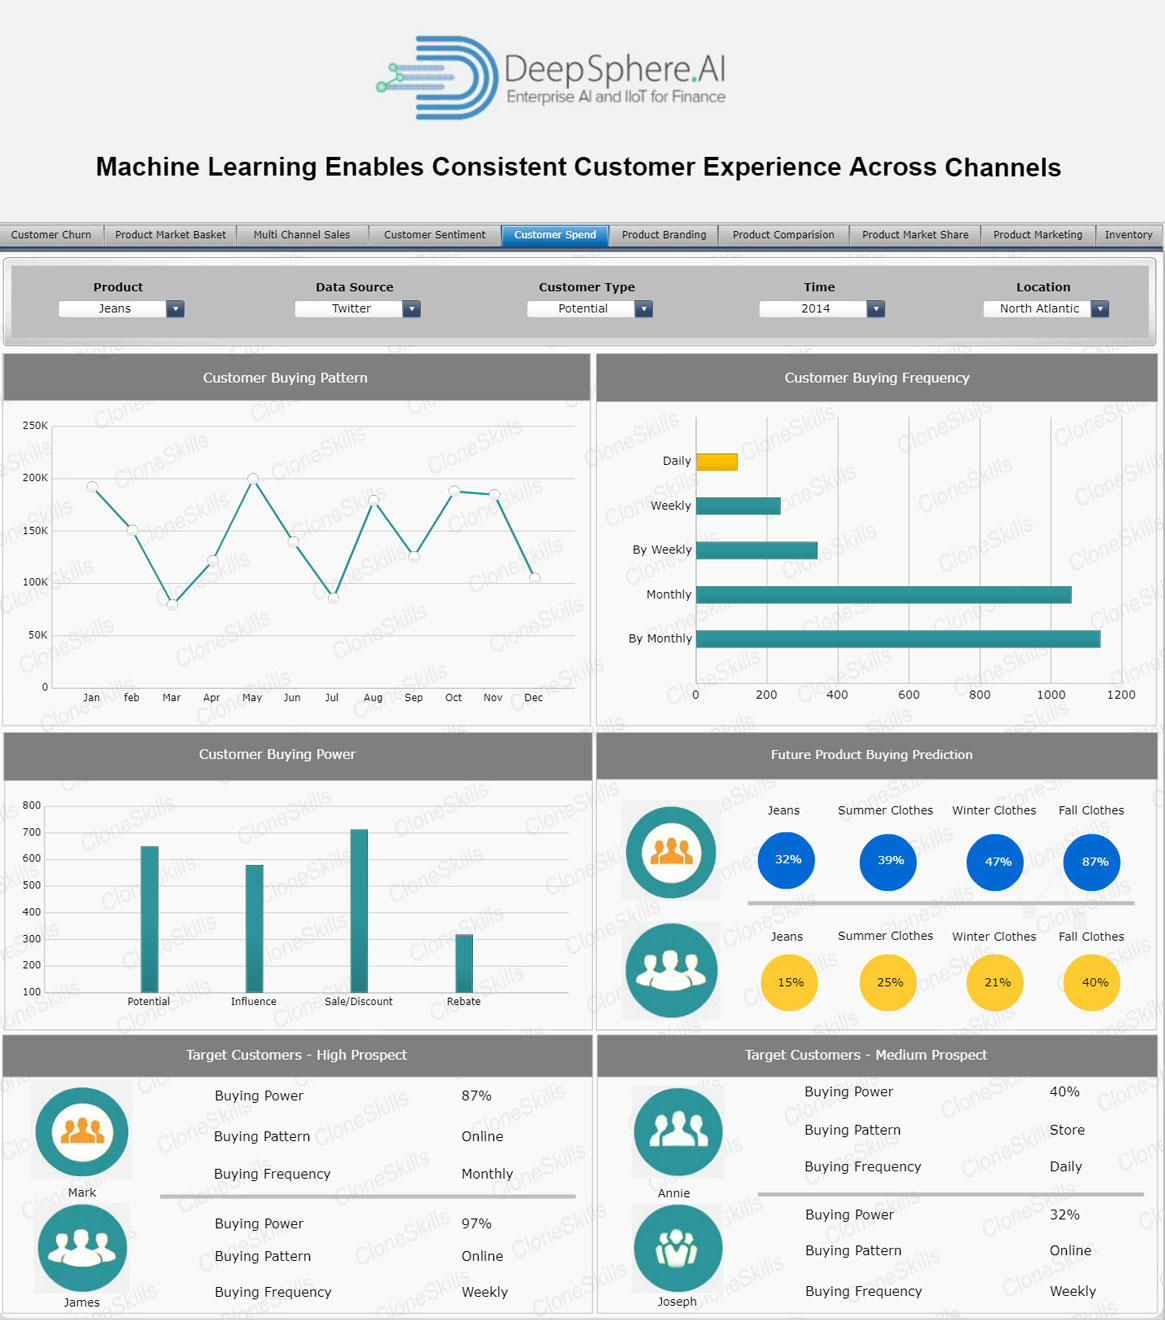 DeepSphere.AI
Enterprise AI and IIoT for Finance
Machine Learning Enables Consistent Customer Experience Across Channels
Customer Churn Product Market Basket Multi Channel Sales Customer Sentiment Customer Spend Product Branding Product Comparision Product Market Share Product Marketing Inventory
Product Data Source Customer Type Time Location
Jeans Twitter Potential 2014 North Atlantic
Customer Buying Pattern
250K
200K
150K
100K
50K
0
Jan feb Mar Apr May Jun Jul Aug Sep Oct Nov Dec
Customer Buying Frequency
Daily
Weekly
By Weekly
Monthly
By Monthly
0 200 400 600 800 1000 1200
Customer Buying Power
800
700
600
500
400
300
200
100
Potential Influence Sale/Discount Rebate
Future Product Buying Prediction
Jeans Summer Clothes Winter Clothes Fall Clothes
32% 39% 47% 87%
Jeans Summer Clothes Winter Clothes Fall Clothes
15% 25% 21% 40%
Target Customers - High Prospect
Buying Power 87%
Buying Pattern Online
Buying Frequency Monthly
Mark
Buying Power 97%
Buying Pattern Online
Buying Frequency Weekly
James
Target Customers - Medium Prospect
Buying Power 40%
Buying Pattern Store
Buying Frequency Daily
Annie
Buying Power 32%
Buying Pattern Online
Buying Frequency Weekly
Joseph
CloneSkills